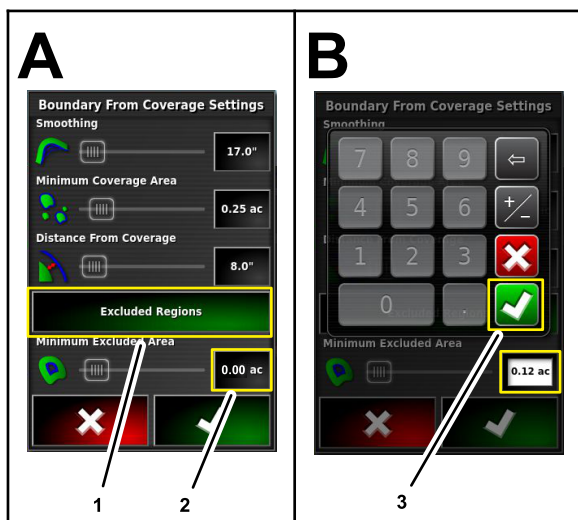 A
Boundary From Coverage Settings
Smoothing
17.0"
Minimum Coverage Area
0.25 ac
Distance From Coverage
8.0"
Excluded Regions
Minimum Excluded Area
0.00 ac
1
2
B
Boundary From Coverage Settings
Smoothing
7 8 9 ⇦
4 5 6 +/−
1 2 3
0 .
Minimum Excluded Area
0.12 ac
3